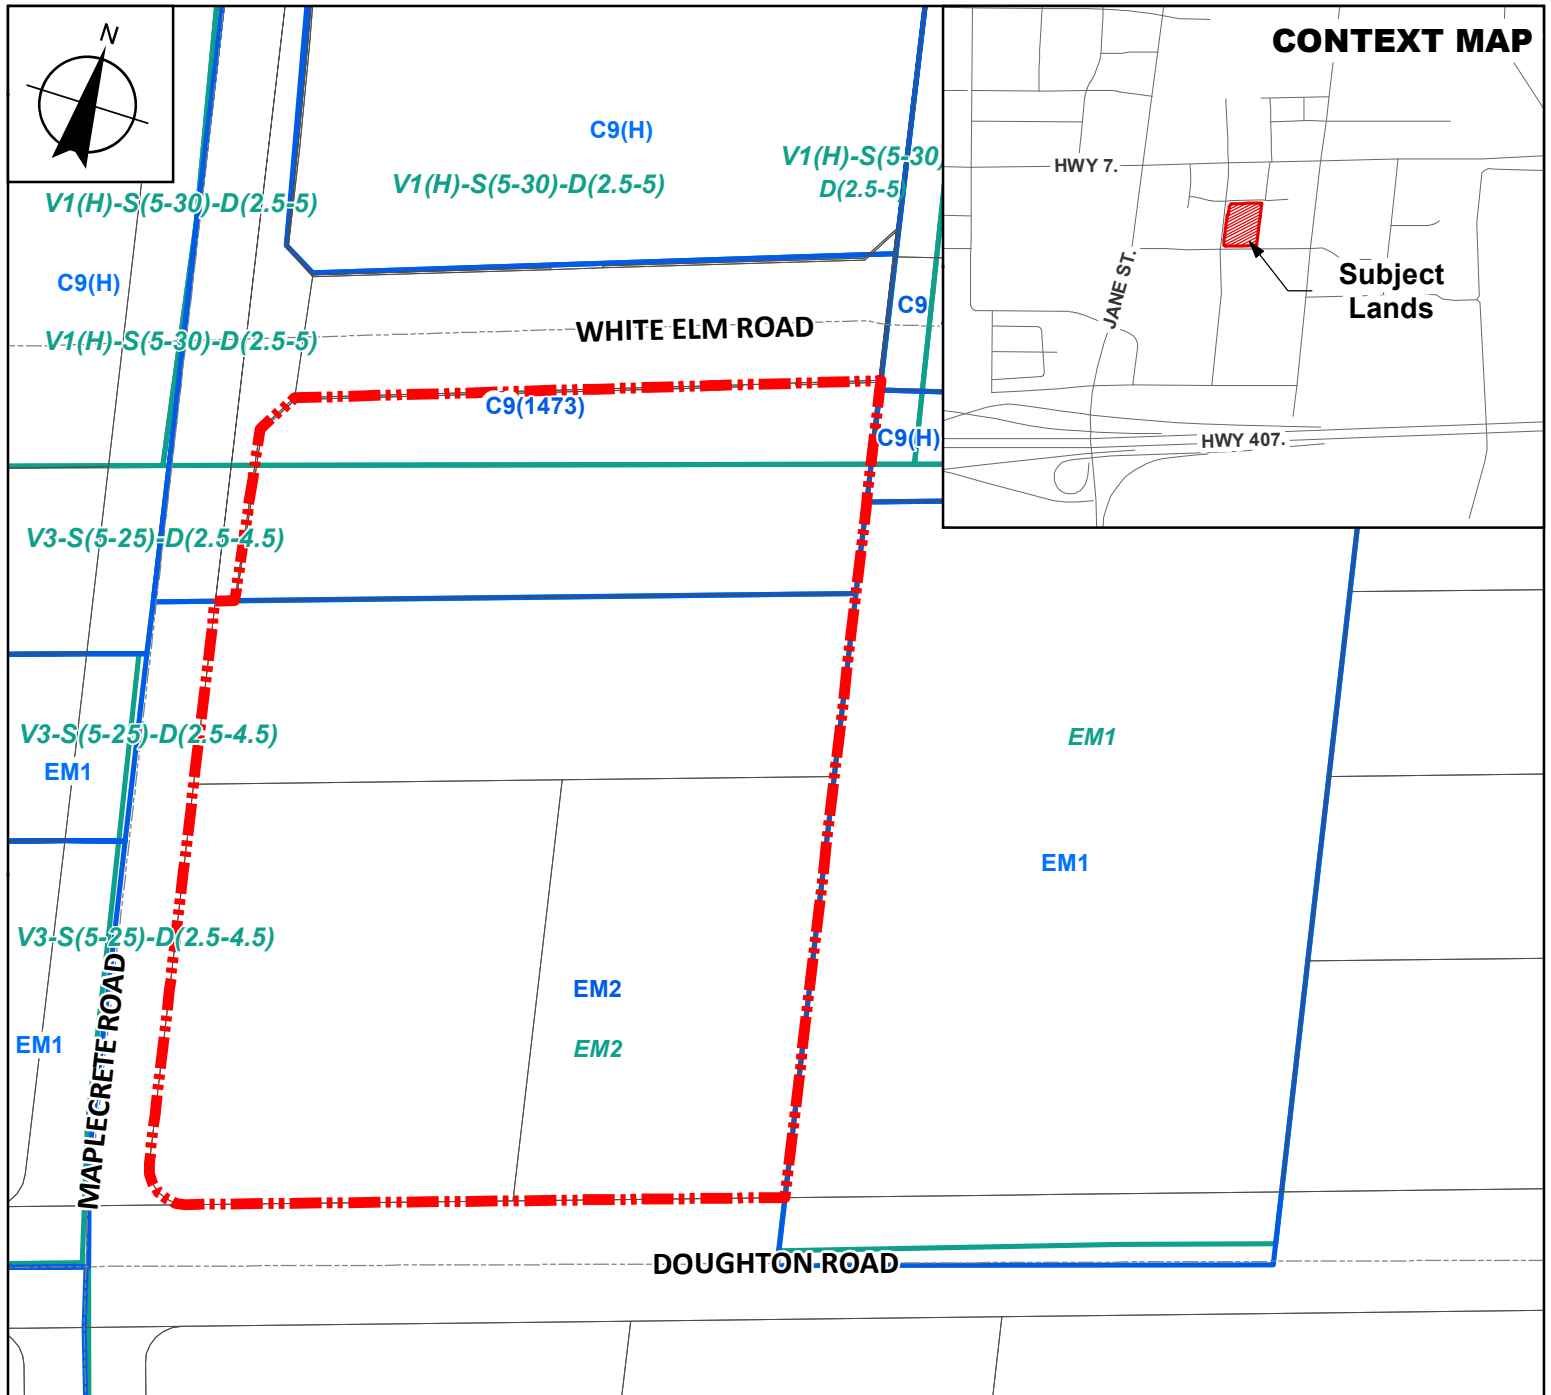 N
CONTEXT MAP
HWY 7.
JANE ST.
Subject
Lands
HWY 407.
C9(H)
V1(H)-S(5-30)-D(2.5-5)
V1(H)-S(5-30)
D(2.5-5)
V1(H)-S(5-30)-D(2.5-5)
C9(H)
V1(H)-S(5-30)-D(2.5-5)
C9
WHITE ELM ROAD
C9(1473)
C9(H)
V3-S(5-25)-D(2.5-4.5)
V3-S(5-25)-D(2.5-4.5)
EM1
EM1
EM1
V3-S(5-25)-D(2.5-4.5)
EM2
EM2
EM1
MAPLECRETE ROAD
DOUGHTON ROAD